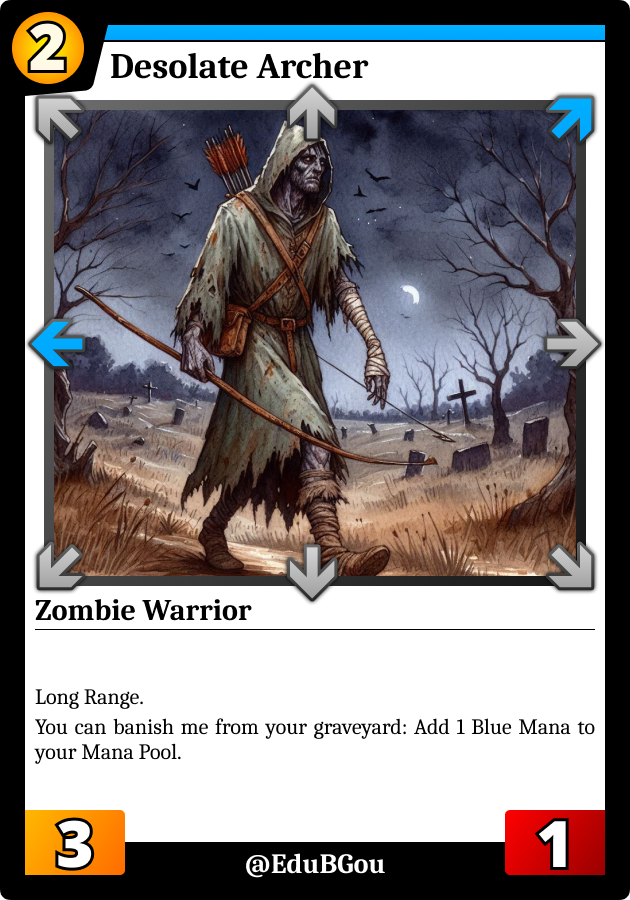 2
Desolate Archer
Zombie Warrior
Long Range.
You can banish me from your graveyard: Add 1 Blue Mana to
your Mana Pool.
3
@EduBGou
1